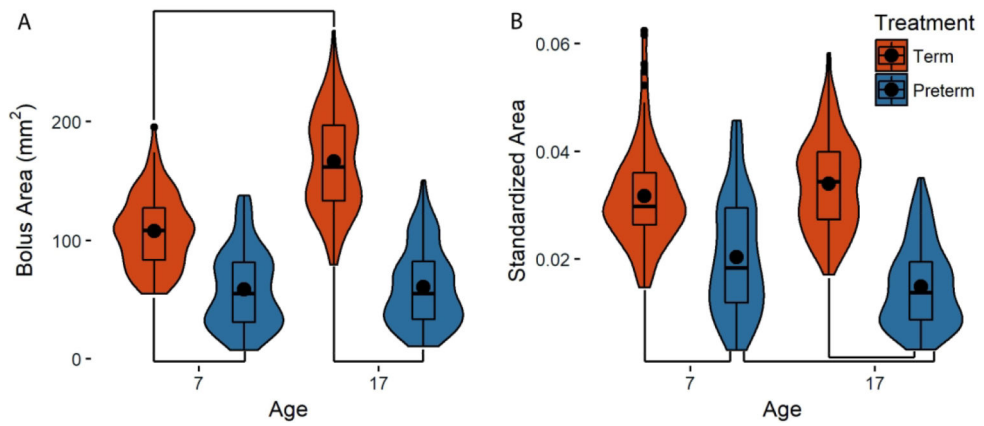 A
Bolus Area (mm²)
200
100
0
7
17
Age
B
Standardized Area
0.06
0.04
0.02
7
17
Age
Treatment
Term
Preterm